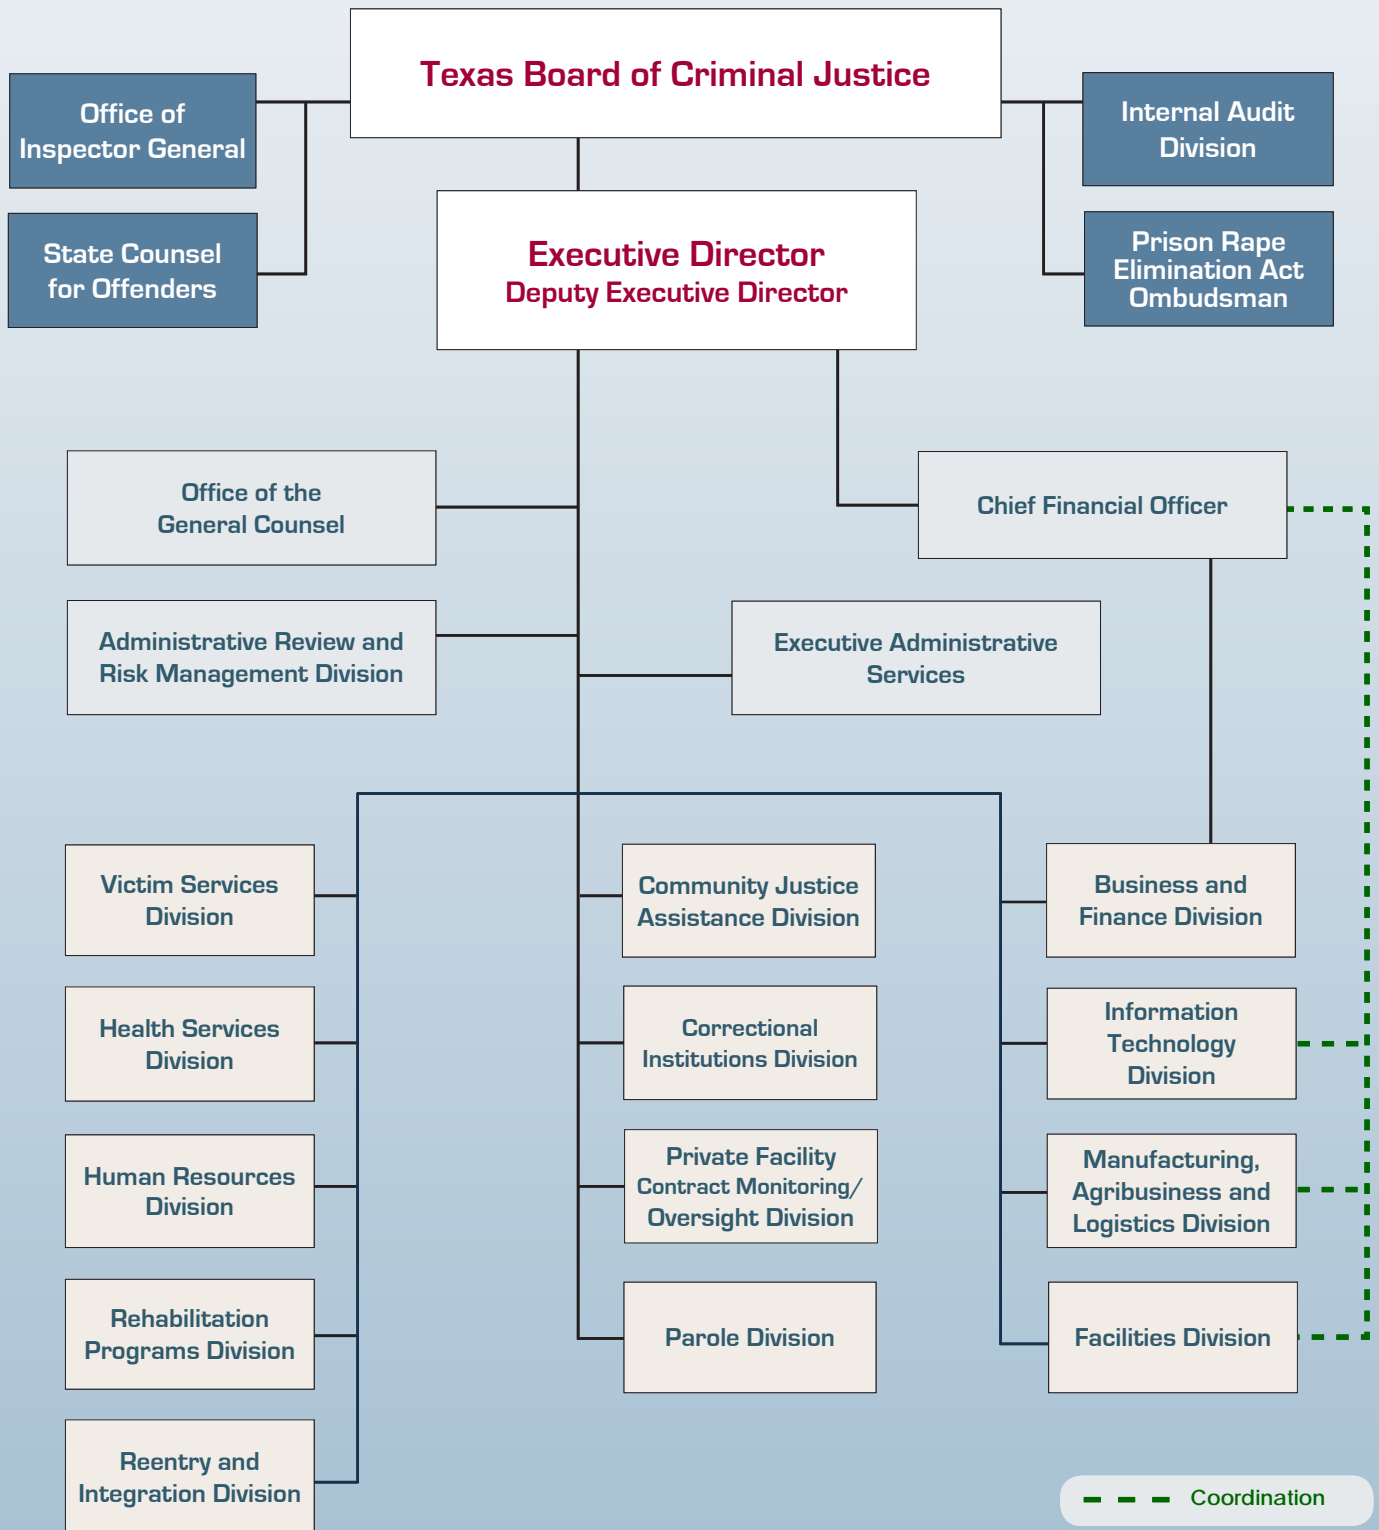 Texas Board of Criminal Justice
Office of
Inspector General
Internal Audit
Division
State Counsel
for Offenders
Executive Director
Deputy Executive Director
Prison Rape
Elimination Act
Ombudsman
Office of the
General Counsel
Chief Financial Officer
Administrative Review and
Risk Management Division
Executive Administrative
Services
Victim Services
Division
Community Justice
Assistance Division
Business and
Finance Division
Health Services
Division
Correctional
Institutions Division
Information
Technology
Division
Human Resources
Division
Private Facility
Contract Monitoring/
Oversight Division
Manufacturing,
Agribusiness and
Logistics Division
Rehabilitation
Programs Division
Parole Division
Facilities Division
Reentry and
Integration Division
Coordination